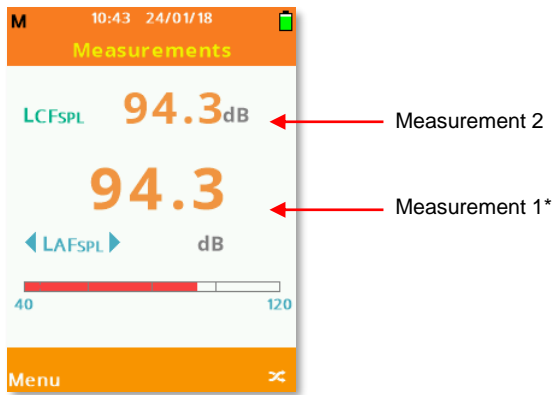 M 10:43 24/01/18
Measurements
LCFSPL 94.3dB
Measurement 2
94.3
Measurement 1*
LAFSPL dB
40 120
Menu